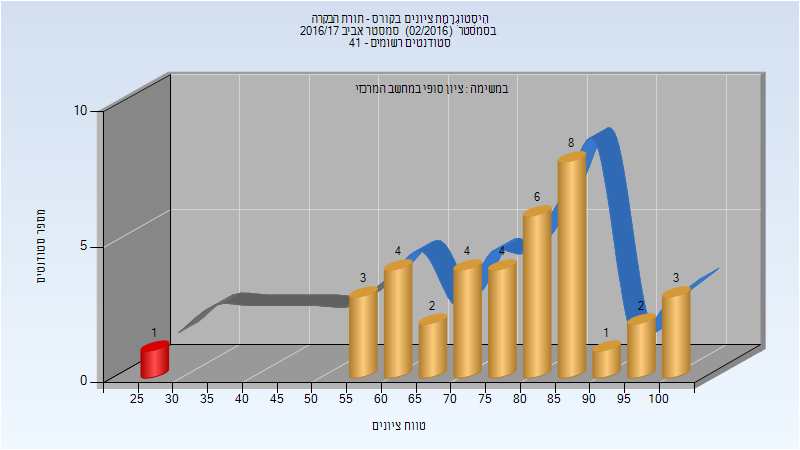 היסטוגרמת ציונים בקורס - תורת הבקרה
בסמסטר (02/2016) סמסטר אביב 2016/17
סטודנטים רשומים - 41
במשימה : ציון סופי במחשב המרכזי
מספר סטודנטים
10
5
0
1
3
4
2
4
4
6
8
1
2
3
25 30 35 40 45 50 55 60 65 70 75 80 85 90 95 100
טווח ציונים